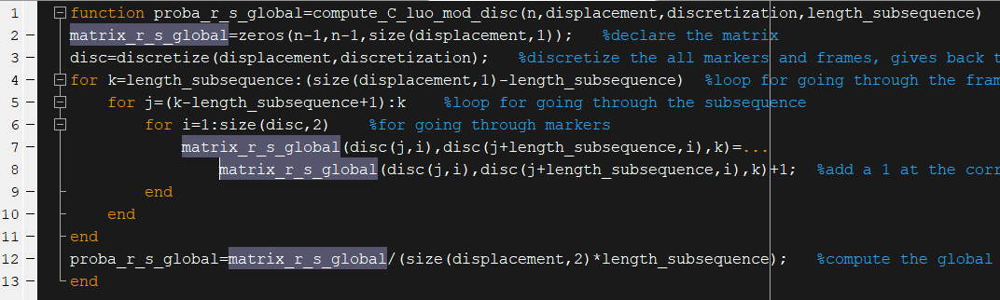 1 function proba_r_s_global=compute_C_luo_mod_disc(n,displacement,discretization,length_subsequence)
2 matrix_r_s_global=zeros(n-1,n-1,size(displacement,1)); %declare the matrix
3 disc=discretize(displacement,discretization); %discretize the all markers and frames, gives back t
4 for k=length_subsequence:(size(displacement,1)-length_subsequence) %loop for going through the fram
5 for j=(k-length_subsequence+1):k %loop for going through the subsequence
6 for i=1:size(disc,2) %for going through markers
7 matrix_r_s_global(disc(j,i),disc(j+length_subsequence,i),k)=...
8 matrix_r_s_global(disc(j,i),disc(j+length_subsequence,i),k)+1; %add a 1 at the corr
9 end
10 end
11 end
12 proba_r_s_global=matrix_r_s_global/(size(displacement,2)*length_subsequence); %compute the global
13 end